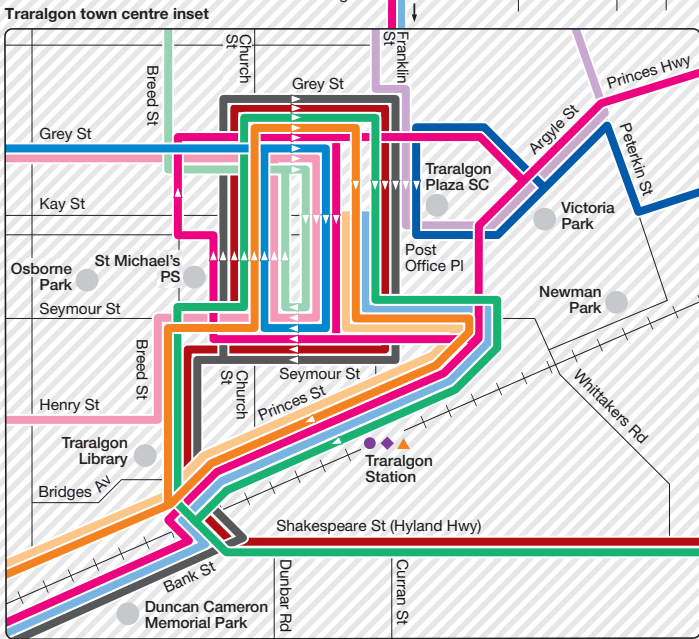 Traralgon town centre inset
Church
St
Franklin
St
Breed St
Grey St
Princes Hwy
Grey St
Argyle St
Peterkin St
Traralgon
Plaza SC
Kay St
Victoria
Park
Post
Office Pl
Osborne
Park
St Michael's
PS
Newman
Park
Seymour St
Breed St
Church
St
Seymour St
Whittakers Rd
Princes St
Henry St
Traralgon
Library
Traralgon
Station
Bridges Av
Shakespeare St (Hyland Hwy)
Bank St
Dunbar Rd
Curran St
Duncan Cameron
Memorial Park